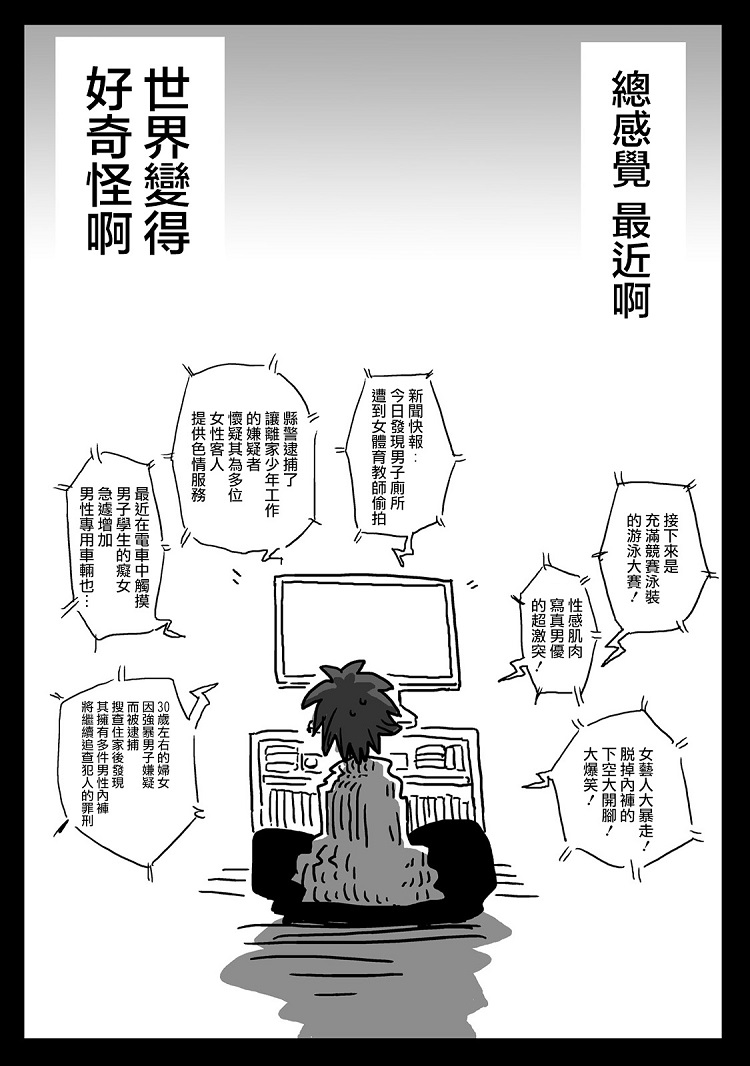 總感覺 最近啊
世界變得
好奇怪啊
接下來是
充滿競賽泳裝
的游泳大賽！
性感肌肉
寫真男優
的超激突！
女藝人大暴走！
脱掉內褲的
下空大開腳！
大爆笑！
新聞快報：
今日發現男子廁所
遭到女體育教師偷拍
縣警逮捕了
讓離家少年工作
的嫌疑者
懷疑其為多位
女性客人
提供色情服務
最近在電車中觸摸
男子學生的癡女
急遽增加
男性專用車輛也…
30歲左右的婦女
因強暴男子嫌疑
而被逮捕
搜查住家後發現
其擁有多件男性內褲
將繼續追查犯人的罪刑